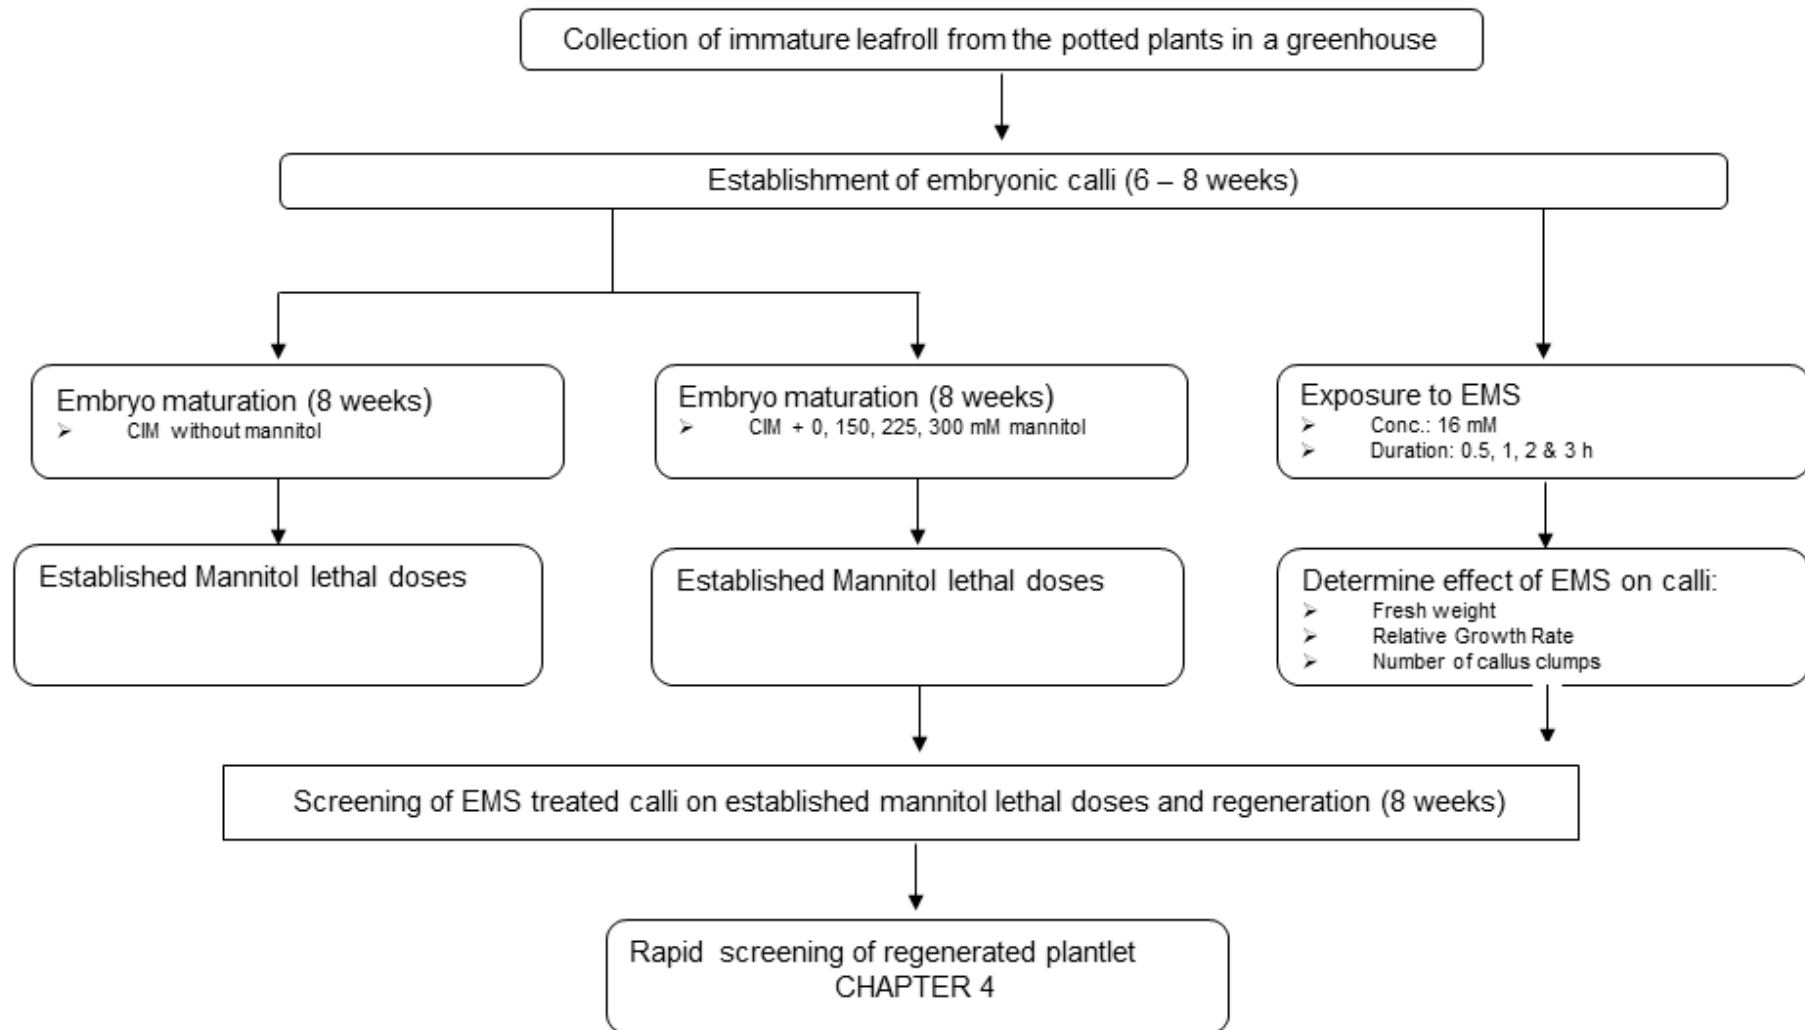 Collection of immature leafroll from the potted plants in a greenhouse
Establishment of embryonic calli (6 – 8 weeks)
Embryo maturation (8 weeks)
➢ CIM without mannitol
Embryo maturation (8 weeks)
➢ CIM + 0, 150, 225, 300 mM mannitol
Exposure to EMS
➢ Conc.: 16 mM
➢ Duration: 0.5, 1, 2 & 3 h
Established Mannitol lethal doses
Established Mannitol lethal doses
Determine effect of EMS on calli:
➢ Fresh weight
➢ Relative Growth Rate
➢ Number of callus clumps
Screening of EMS treated calli on established mannitol lethal doses and regeneration (8 weeks)
Rapid screening of regenerated plantlet
CHAPTER 4